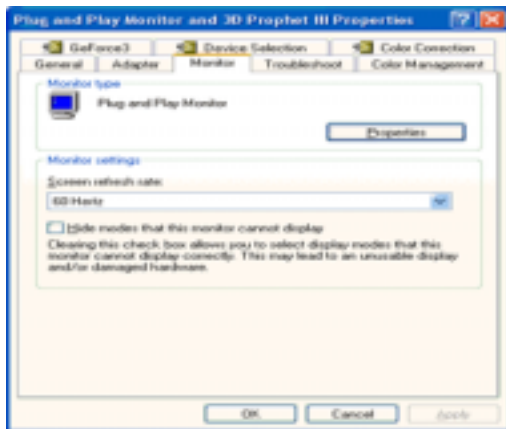 Plug and Play Monitor and 3D Prophet III Properties
GeForce3 Device Selection Color Correction
General Adapter Monitor Troubleshoot Color Management
Monitor type
Plug and Play Monitor
Properties
Monitor settings
Screen refresh rate:
60 Hertz
Hide modes that this monitor cannot display
Clearing this check box allows you to select display modes that this
monitor cannot display correctly. This may lead to an unusable display
and/or damaged hardware.
OK Cancel Apply